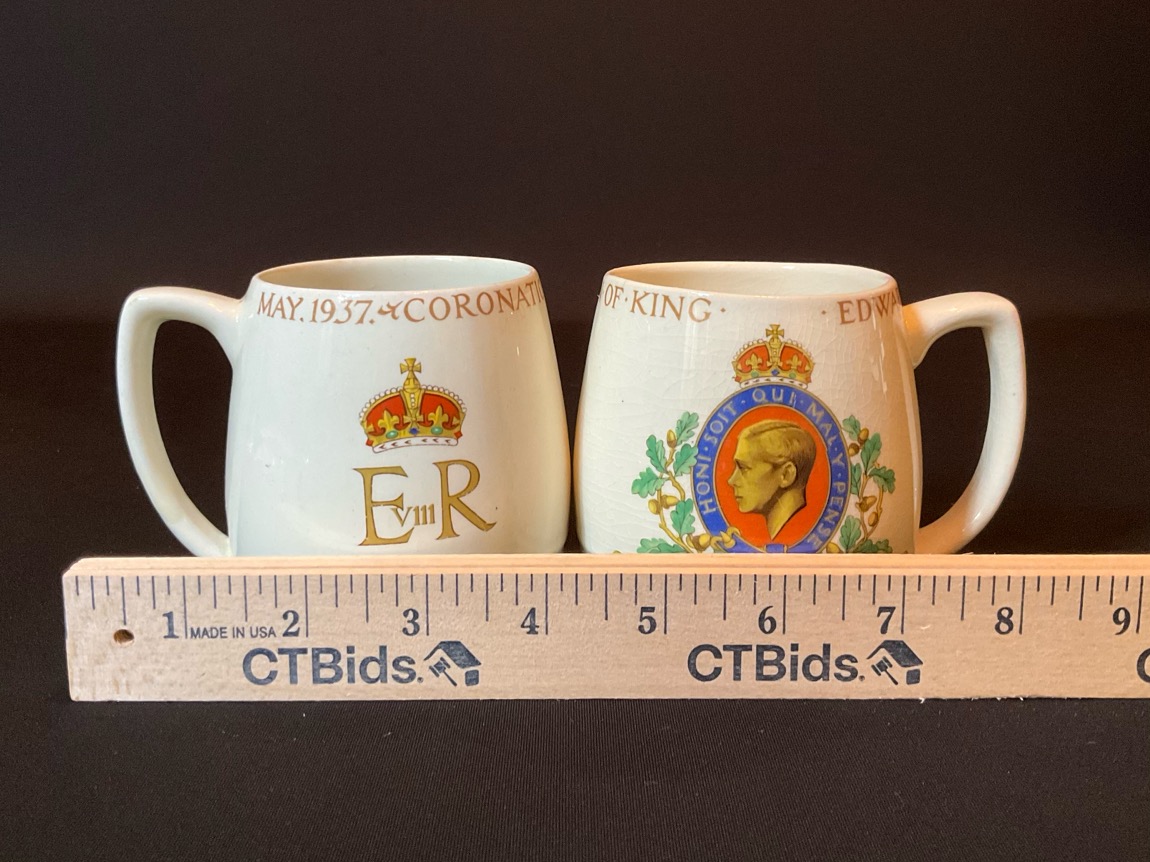 MAY.1937. CORONATI
OF·KING· ·EDWA
HONI·SOIT·QUI·MAL·Y·PENSE
EVIIIR
1 2 3 4 5 6 7 8 9
MADE IN USA
CTBids. CTBids. C